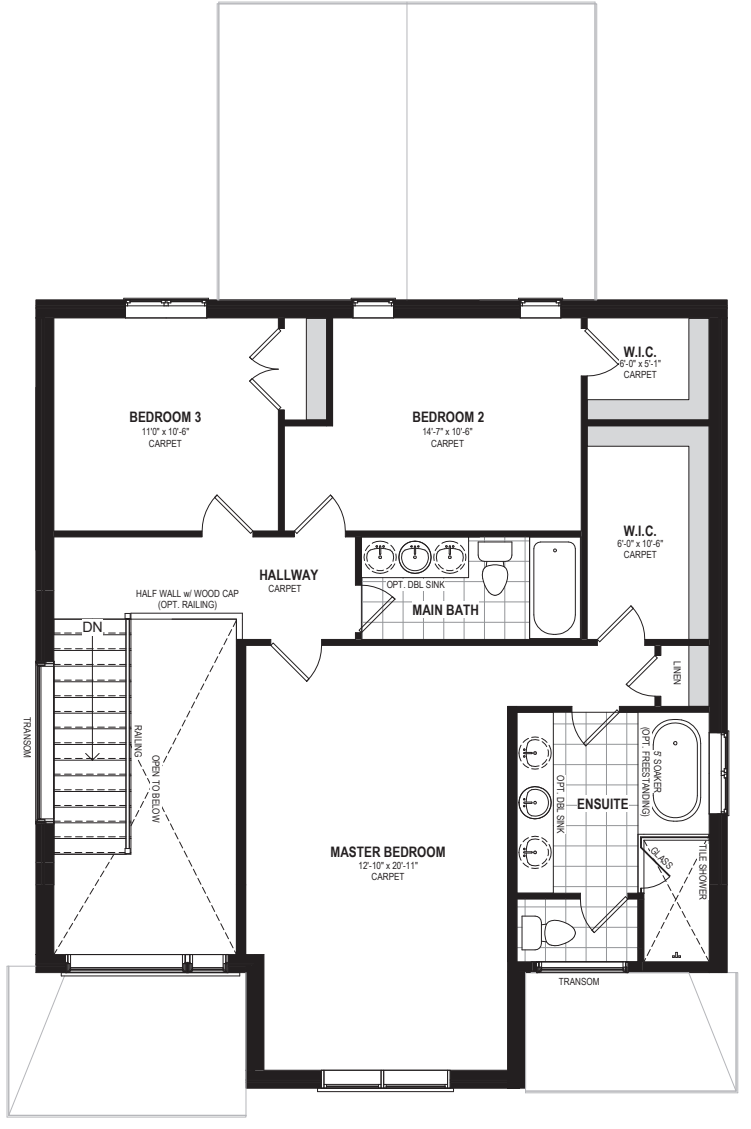 W.I.C.
6'-0" x 5'-1"
CARPET
BEDROOM 3
11'0" x 10'-6"
CARPET
BEDROOM 2
14'-7" x 10'-6"
CARPET
W.I.C.
6'-0" x 10'-6"
CARPET
HALLWAY
CARPET
OPT. DBL SINK
MAIN BATH
HALF WALL w/ WOOD CAP
(OPT. RAILING)
DN
LINEN
TRANSOM
RAILING
OPEN TO BELOW
5' SOAKER
(OPT. FREESTANDING)
OPT. DBL SINK
ENSUITE
MASTER BEDROOM
12'-10" x 20'-11"
CARPET
GLASS
TILE SHOWER
TRANSOM